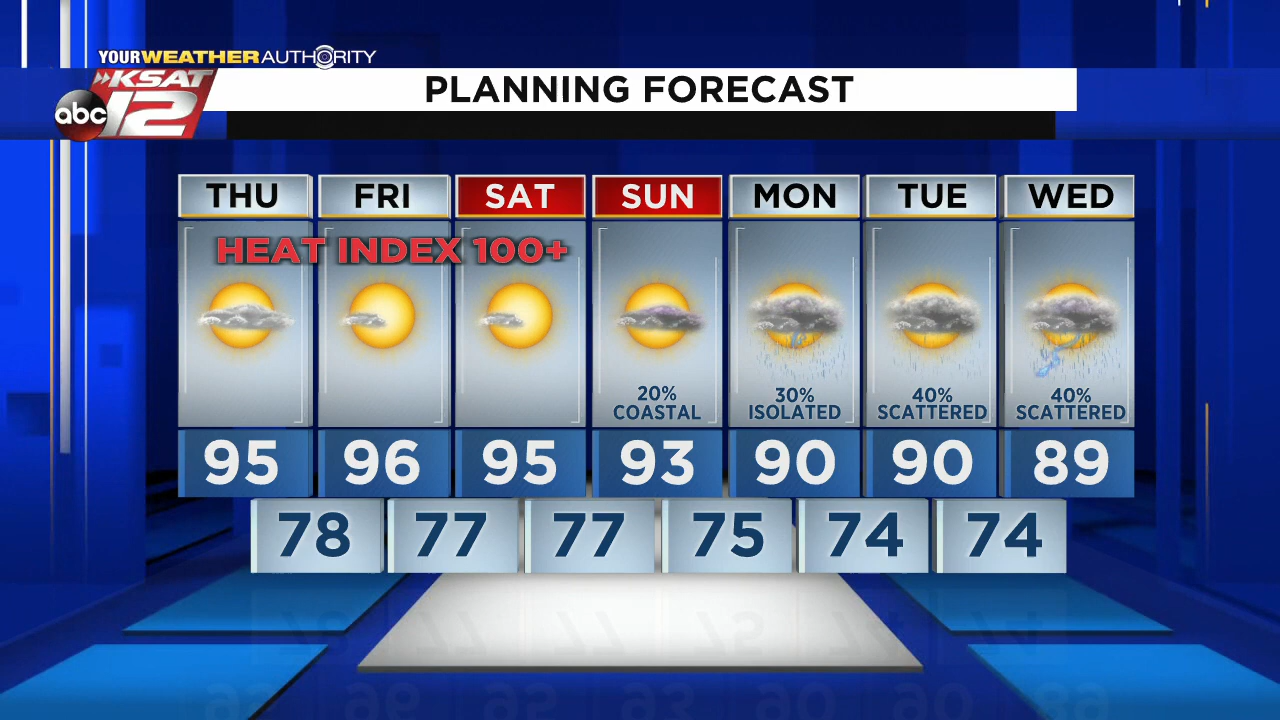 YOURWEATHERAUTHORITY
KSAT
abc 12
PLANNING FORECAST
THU FRI SAT SUN MON TUE WED
HEAT INDEX 100+
20% 30% 40% 40%
COASTAL ISOLATED SCATTERED SCATTERED
95 96 95 93 90 90 89
78 77 77 75 74 74